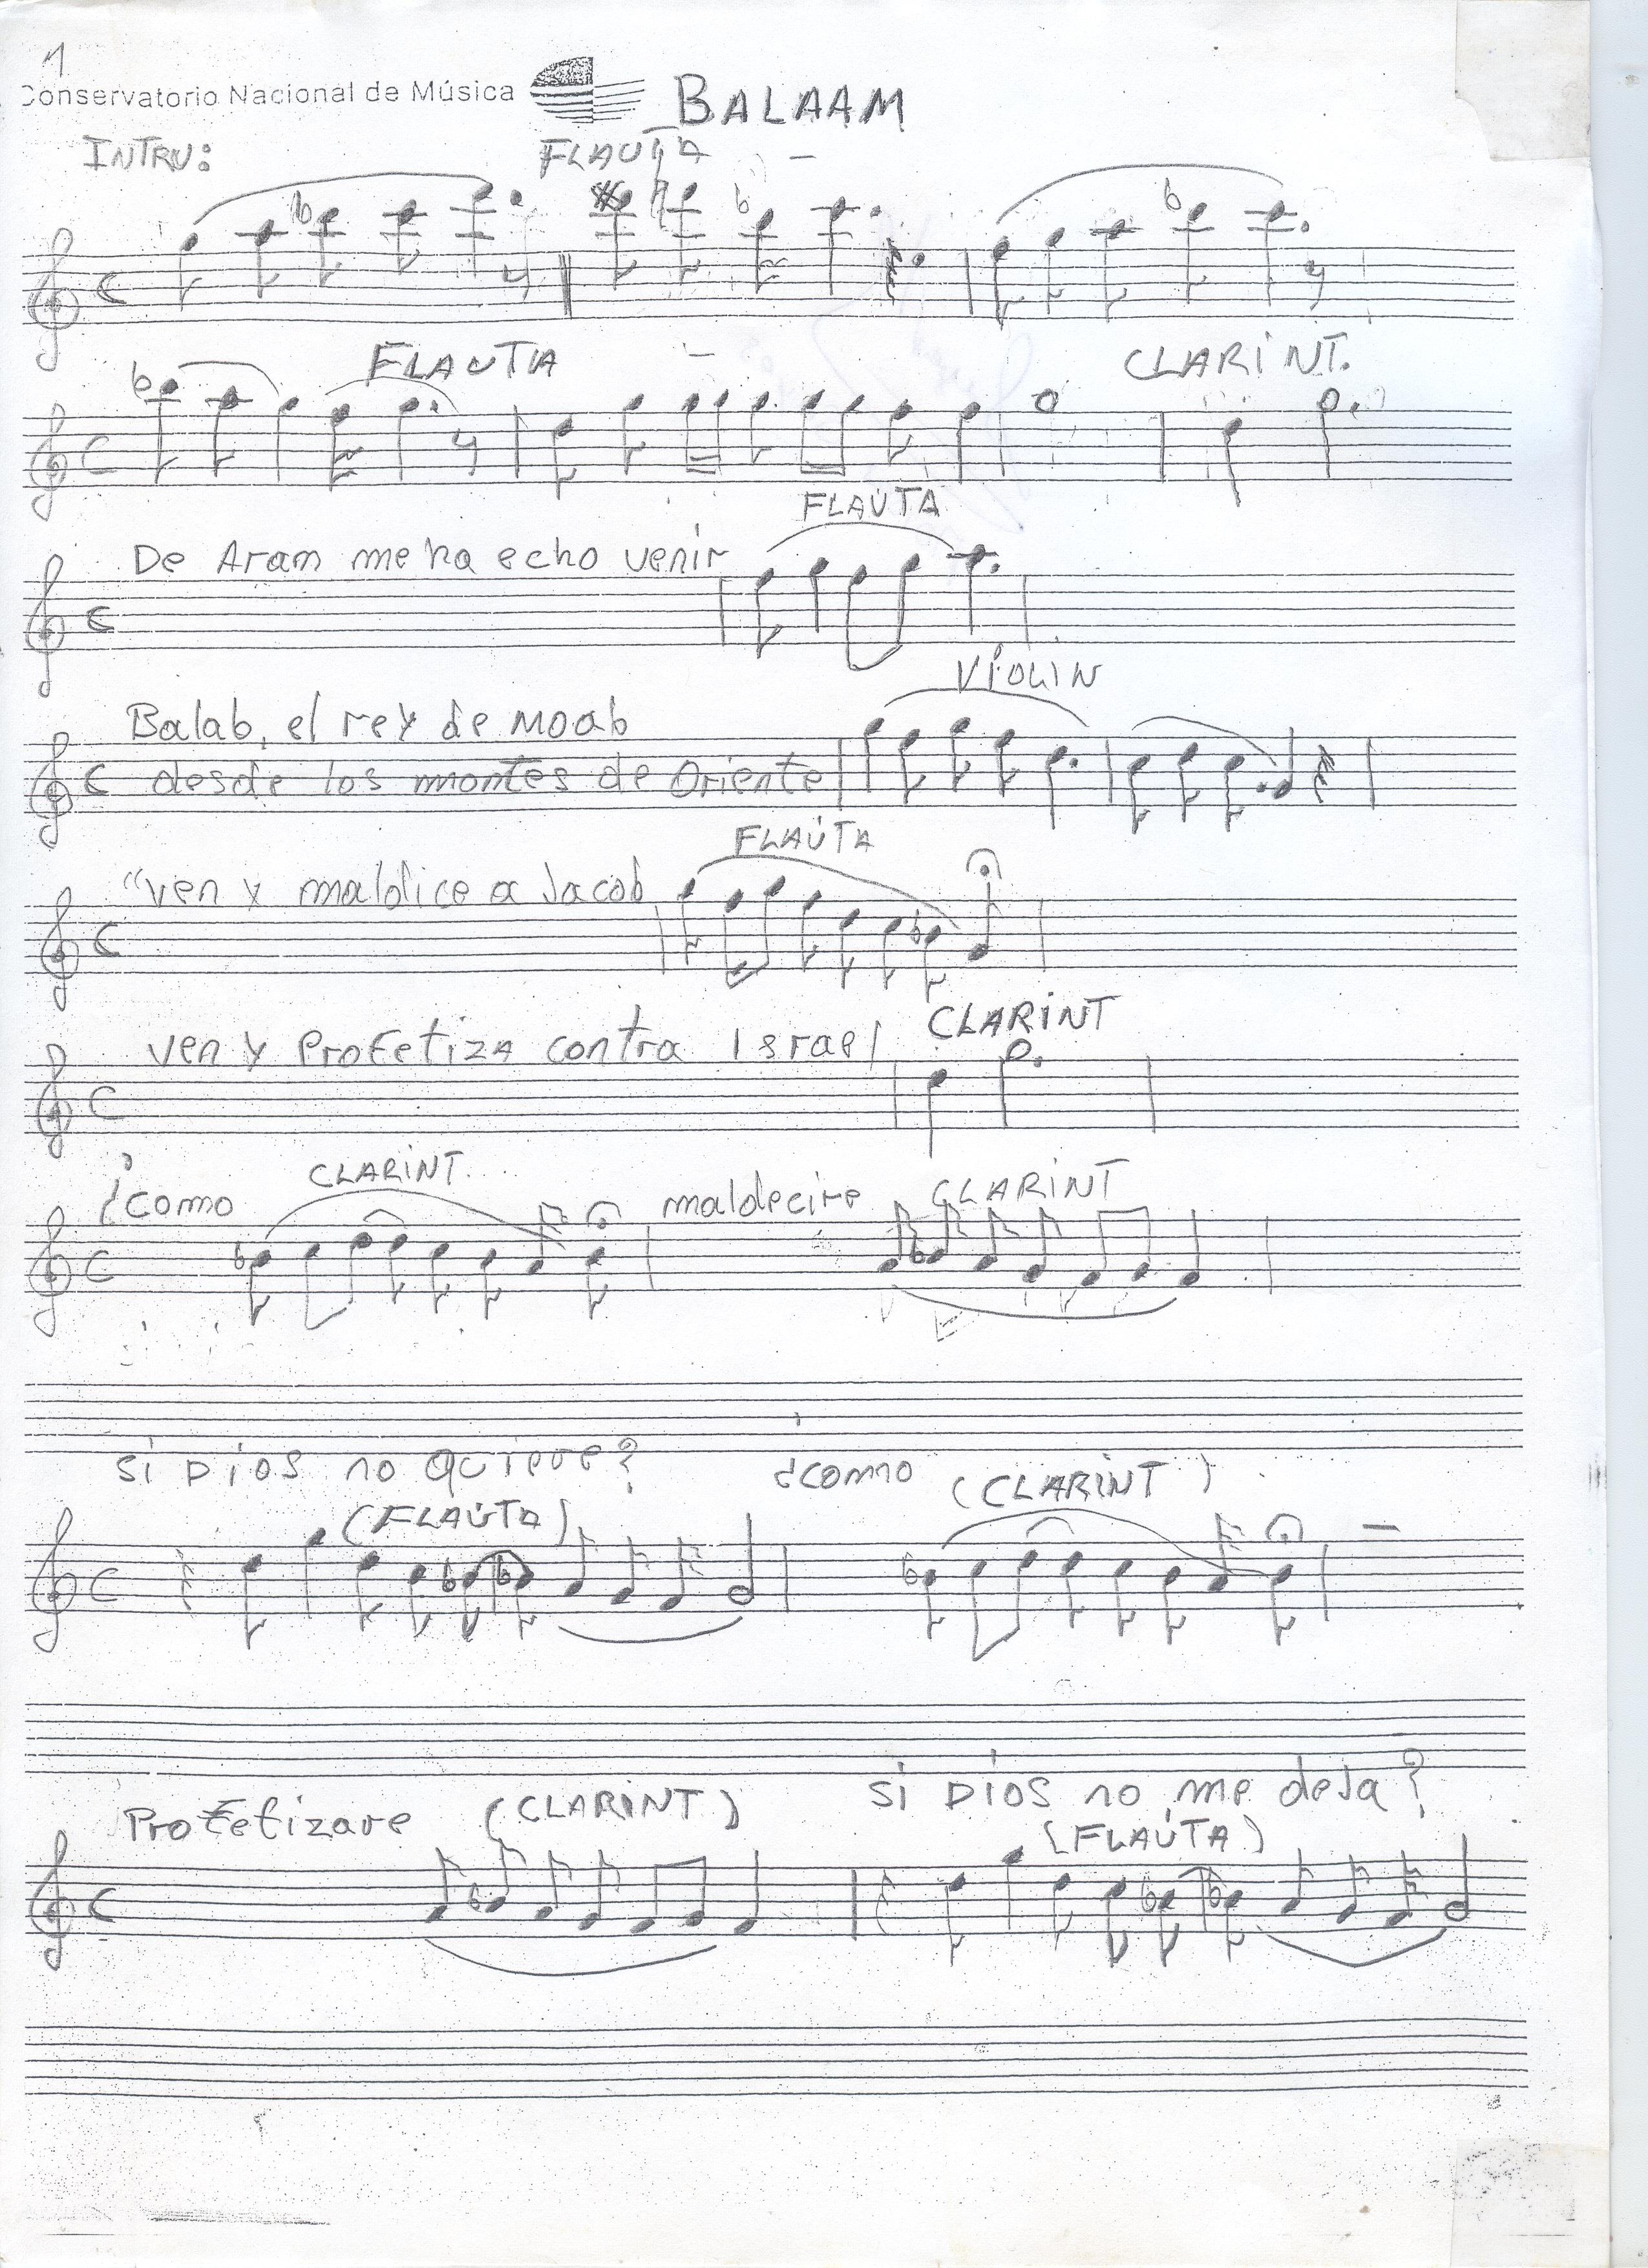 1
Conservatorio Nacional de Música
BALAAM
INTRU:
FLAUTA
FLAUTA
CLARINT.
FLAUTA
De Aram me ha echo venir
VIOLIN
Balab, el rey de Moab
desde los montes de Oriente
FLAUTA
"ven y maldice a Jacob
CLARINT
ven y Profetiza contra Israel
CLARINT.
¿como
maldecire
CLARINT
si Dios no Quiere?
¿como
(CLARINT)
(FLAUTA)
si Dios no me deja?
Profetizare
(CLARINT)
(FLAUTA)